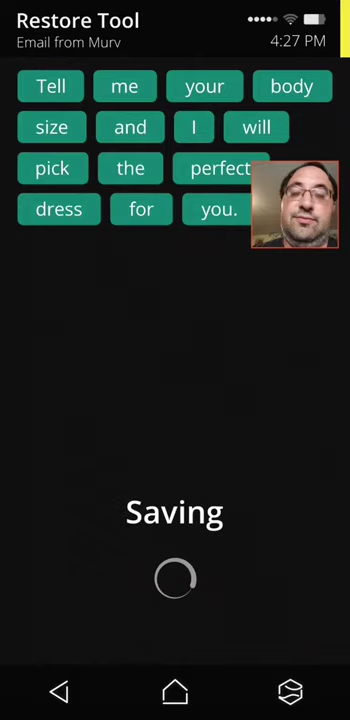 Restore Tool
Email from Murv
4:27 PM
Tell me your body
size and I will
pick the perfect
dress for you.
Saving